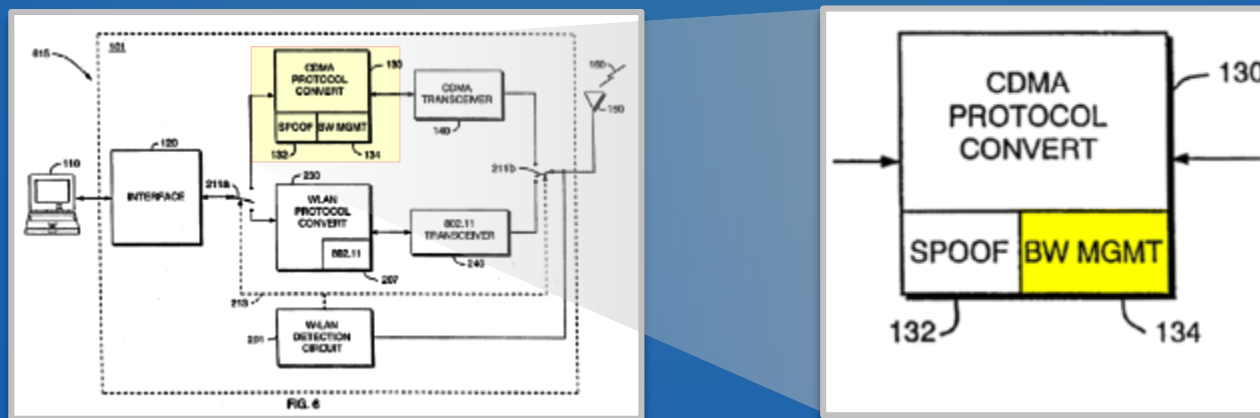 615
101
CDMA
PROTOCOL
CONVERT
130
SPOOF
BW MGMT
132
134
CDMA
TRANSCEIVER
140
160
150
110
120
INTERFACE
211a
211b
230
WLAN
PROTOCOL
CONVERT
802.11
207
802.11
TRANSCEIVER
240
213
201
W-LAN
DETECTION
CIRCUIT
FIG. 6
CDMA
PROTOCOL
CONVERT
130
SPOOF
BW MGMT
132
134